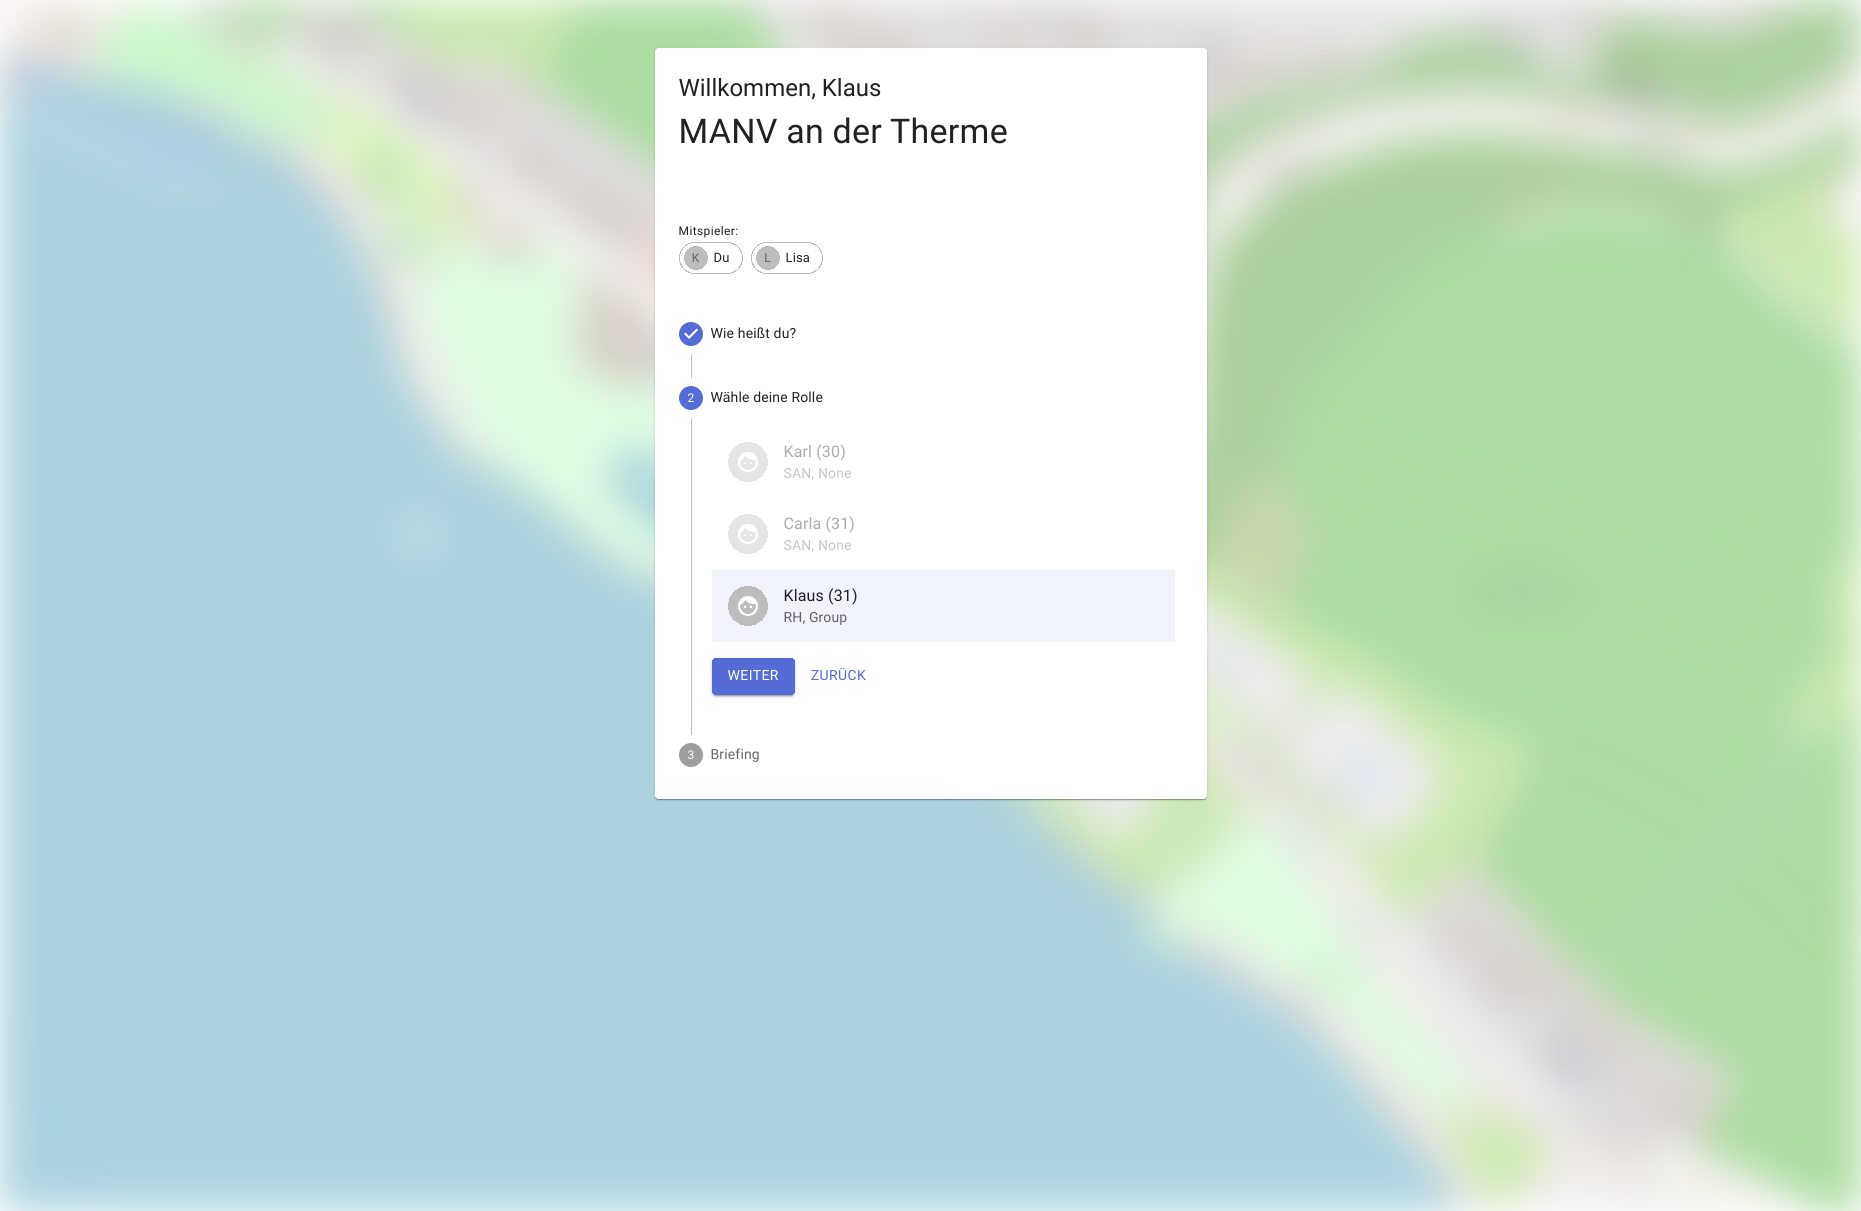 Willkommen, Klaus
MANV an der Therme
Mitspieler:
K Du L Lisa
Wie heißt du?
2 Wähle deine Rolle
Karl (30)
SAN, None
Carla (31)
SAN, None
Klaus (31)
RH, Group
WEITER ZURÜCK
3 Briefing